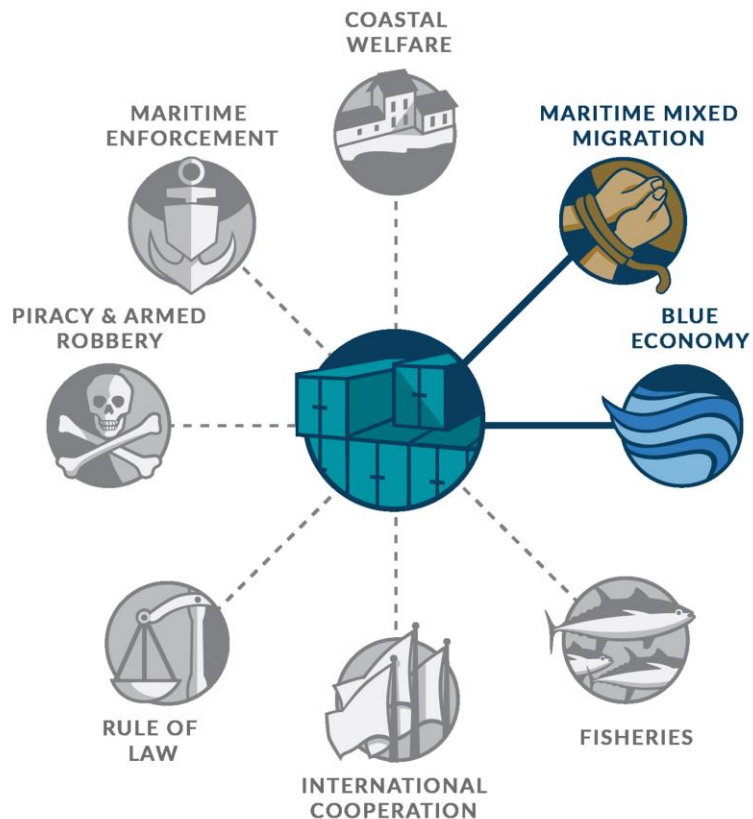 COASTAL
WELFARE
MARITIME
ENFORCEMENT
MARITIME MIXED
MIGRATION
PIRACY & ARMED
ROBBERY
BLUE
ECONOMY
RULE OF
LAW
INTERNATIONAL
COOPERATION
FISHERIES